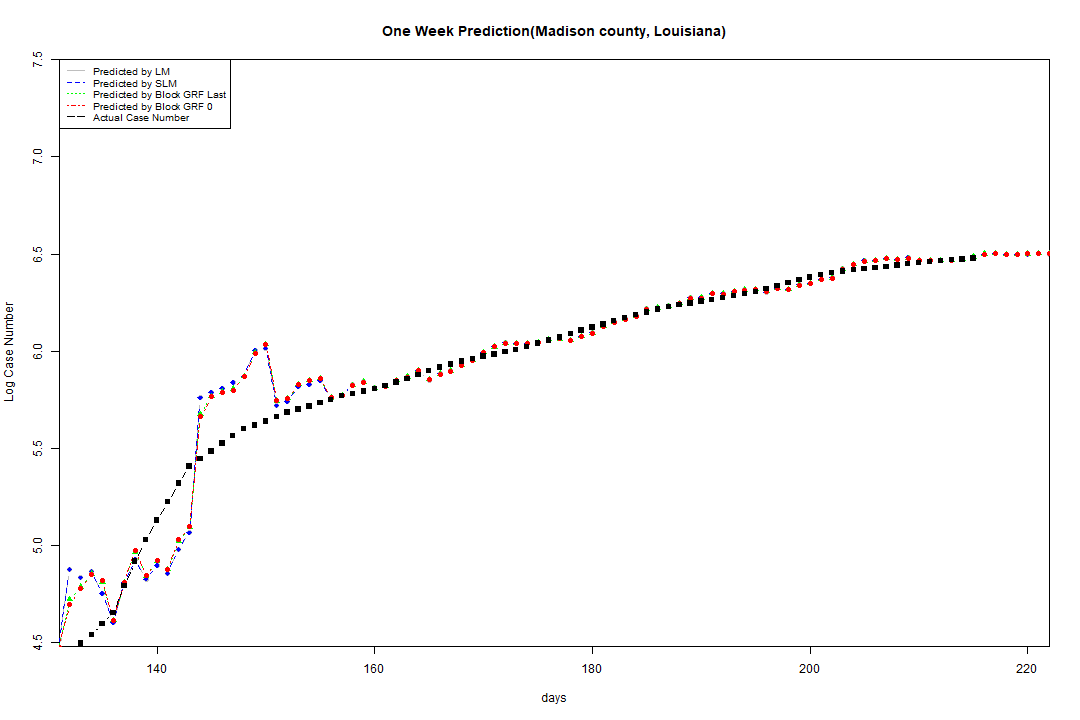 One Week Prediction(Madison county, Louisiana)
Predicted by LM
Predicted by SLM
Predicted by Block GRF Last
Predicted by Block GRF 0
Actual Case Number
7.5
7.0
6.5
6.0
5.5
5.0
4.5
Log Case Number
140 160 180 200 220
days